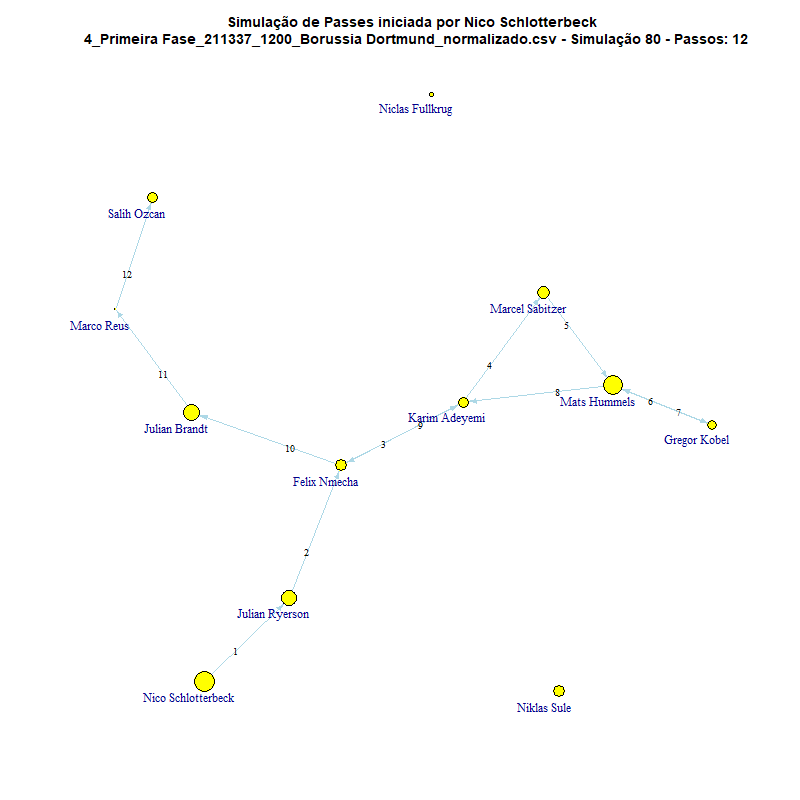 Simulação de Passes iniciada por Nico Schlotterbeck
4_Primeira Fase_211337_1200_Borussia Dortmund_normalizado.csv - Simulação 80 - Passos: 12
Niclas Fullkrug
Salih Ozcan
12
Marcel Sabitzer
Marco Reus
5
4
11
8
Mats Hummels
6
7
Karim Adeyemi
9
Julian Brandt
Gregor Kobel
3
10
Felix Nmecha
2
Julian Ryerson
1
Nico Schlotterbeck
Niklas Sule